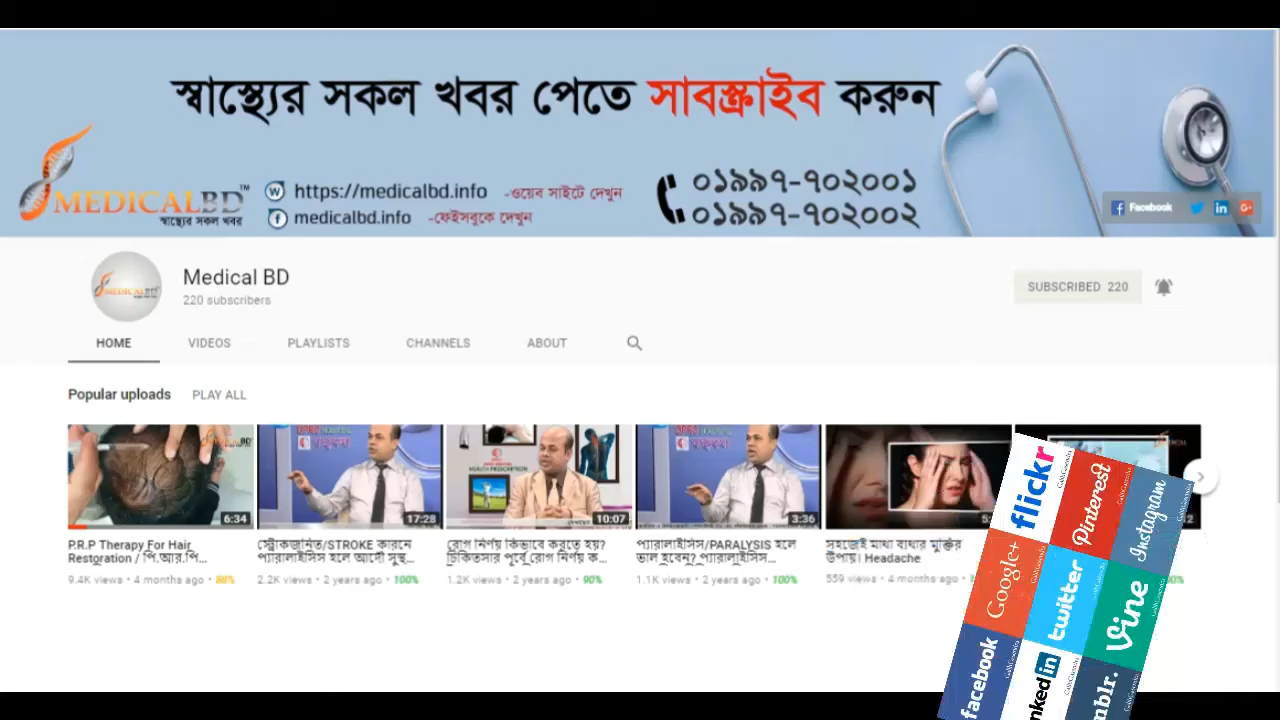 স্বাস্থ্যের সকল খবর পেতে সাবস্ক্রাইব করুন
MEDICALBD™
স্বাস্থ্যের সকল খবর
https://medicalbd.info -ওয়েব সাইটে দেখুন
medicalbd.info -ফেইসবুকে দেখুন
০১৯৯৭-৭০২০০১
০১৯৯৭-৭০২০০২
Facebook
Medical BD
220 subscribers
SUBSCRIBED 220
HOME VIDEOS PLAYLISTS CHANNELS ABOUT
Popular uploads PLAY ALL
6:34
17:28
10:07
3:36
P.R.P Therapy For Hair
Restoration / পি.আর.পি...
9.4K views • 4 months ago • 88%
স্ট্রোকজনিত/STROKE কারনে
প্যারালাইসিস হলে আদৌ সুস্থ...
2.2K views • 2 years ago • 100%
রোগ নির্ণয় কিভাবে করতে হয়?
চিকিত্সার পূর্বে রোগ নির্ণয় ক...
1.2K views • 2 years ago • 90%
প্যারালাইসিস/PARALYSIS হলে
ভাল হবেন? প্যারালাইসিস...
1.1K views • 2 years ago • 100%
সহজেই মাথা ব্যথার মুক্তির
উপায়। Headache
559 views • 4 months ago
flickr
Pinterest
Instagram
Google+
twitter
Vine
facebook
nkedin
mblr.